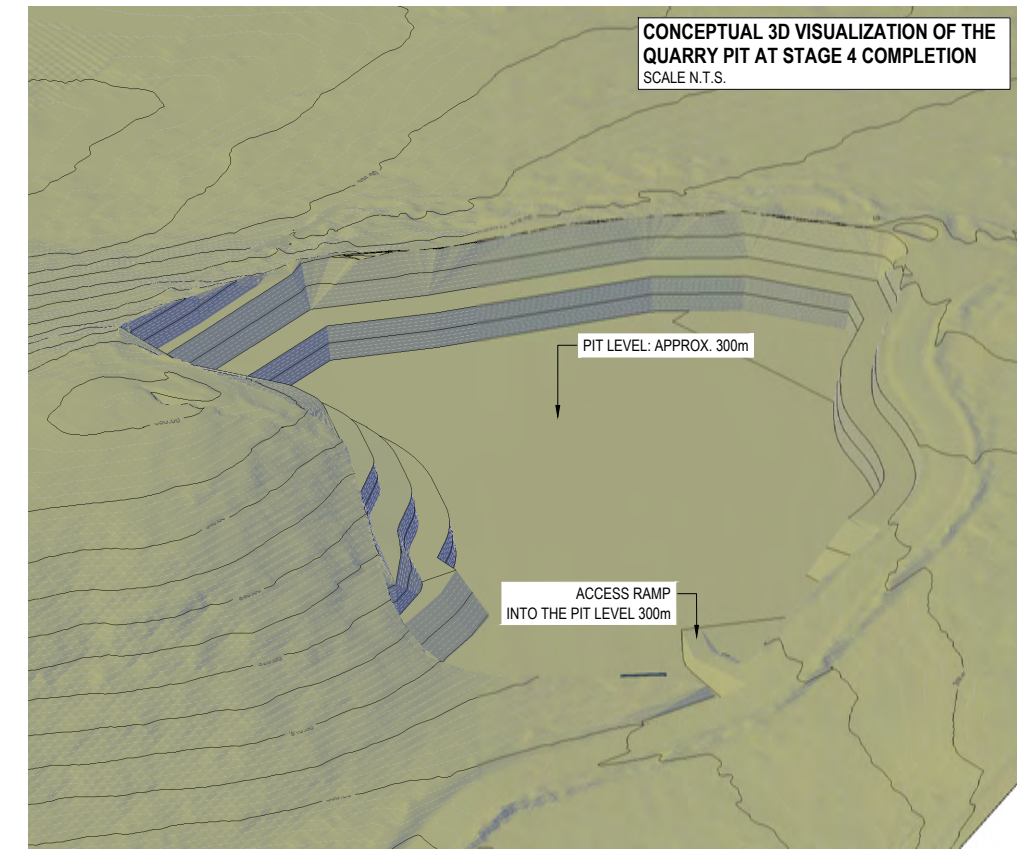 CONCEPTUAL 3D VISUALIZATION OF THE
QUARRY PIT AT STAGE 4 COMPLETION
SCALE N.T.S.
PIT LEVEL: APPROX. 300m
ACCESS RAMP
INTO THE PIT LEVEL 300m